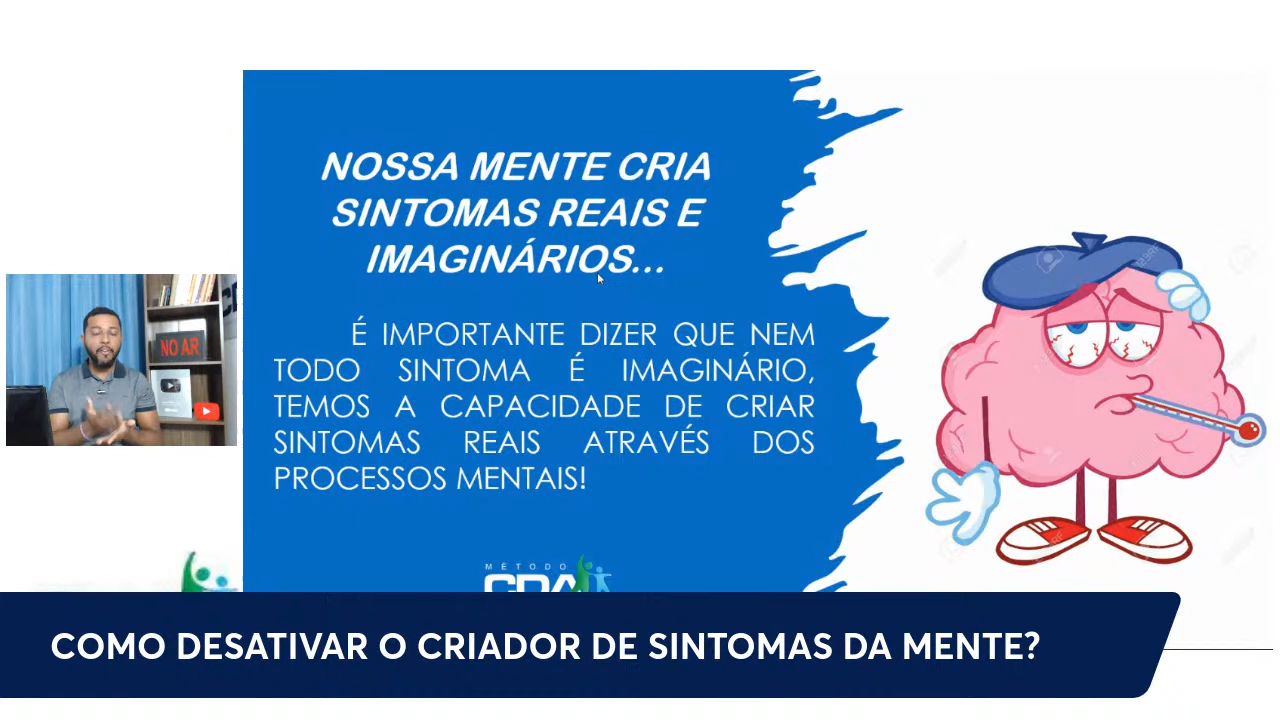 NOSSA MENTE CRIA
SINTOMAS REAIS E
IMAGINÁRIOS...
É IMPORTANTE DIZER QUE NEM
TODO SINTOMA É IMAGINÁRIO,
TEMOS A CAPACIDADE DE CRIAR
SINTOMAS REAIS ATRAVÉS DOS
PROCESSOS MENTAIS!
NO AR
MÉTODO
CDA
COMO DESATIVAR O CRIADOR DE SINTOMAS DA MENTE?